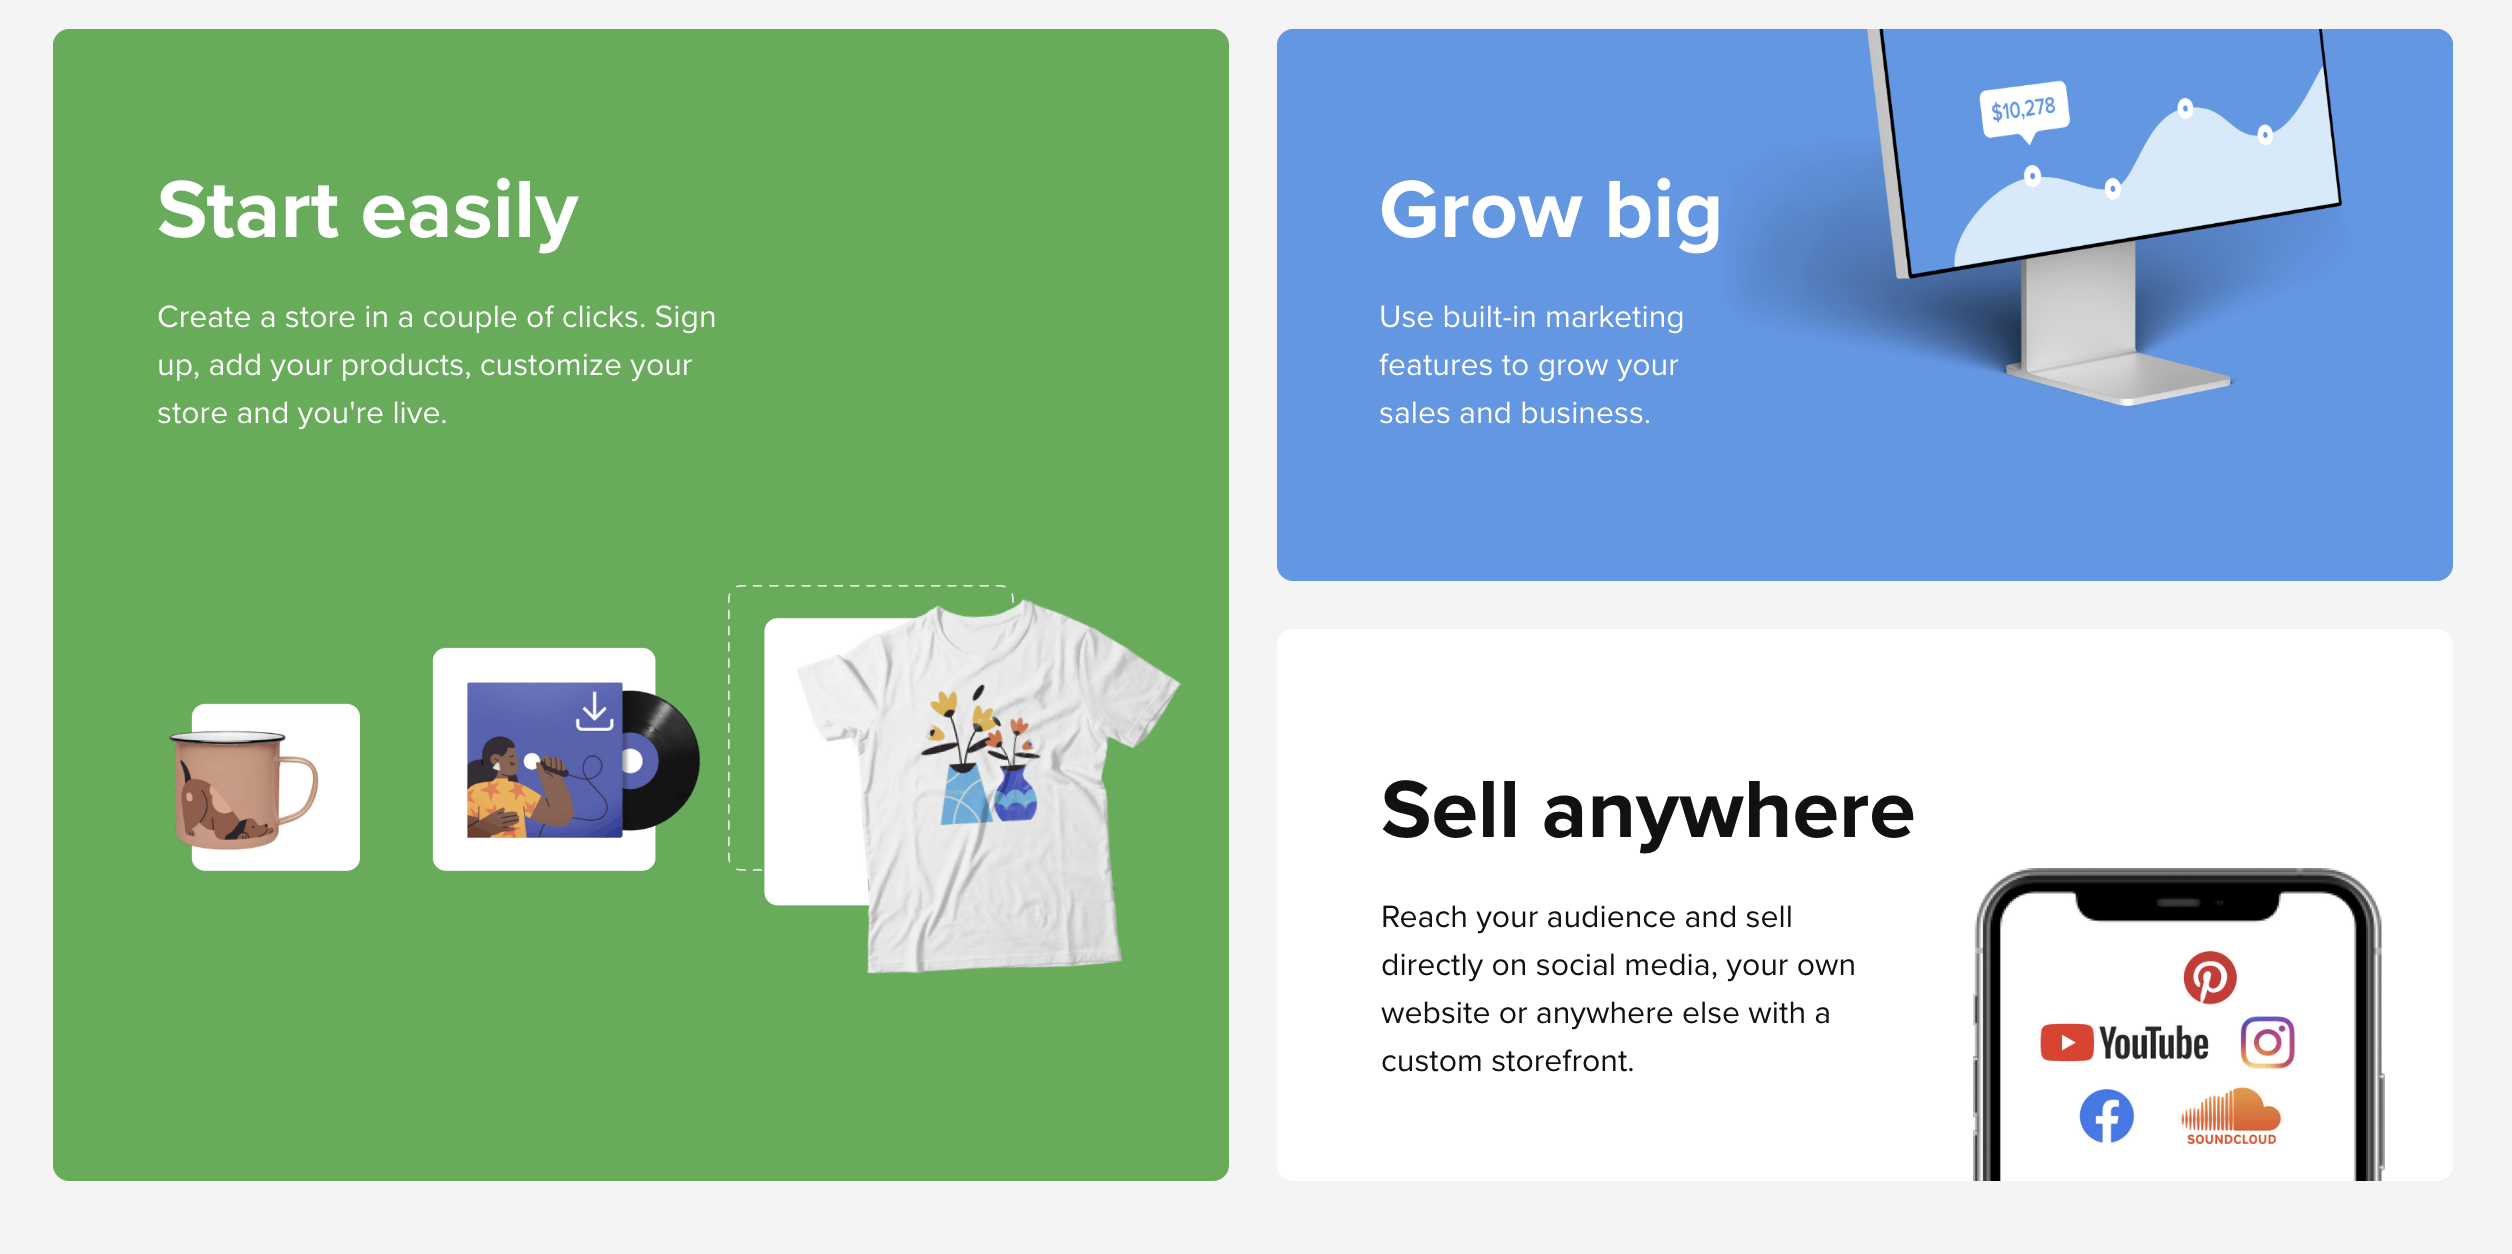 Start easily
Create a store in a couple of clicks. Sign
up, add your products, customize your
store and you're live.
Grow big
Use built-in marketing
features to grow your
sales and business.
$10,278
Sell anywhere
Reach your audience and sell
directly on social media, your own
website or anywhere else with a
custom storefront.
YouTube
SOUNDCLOUD